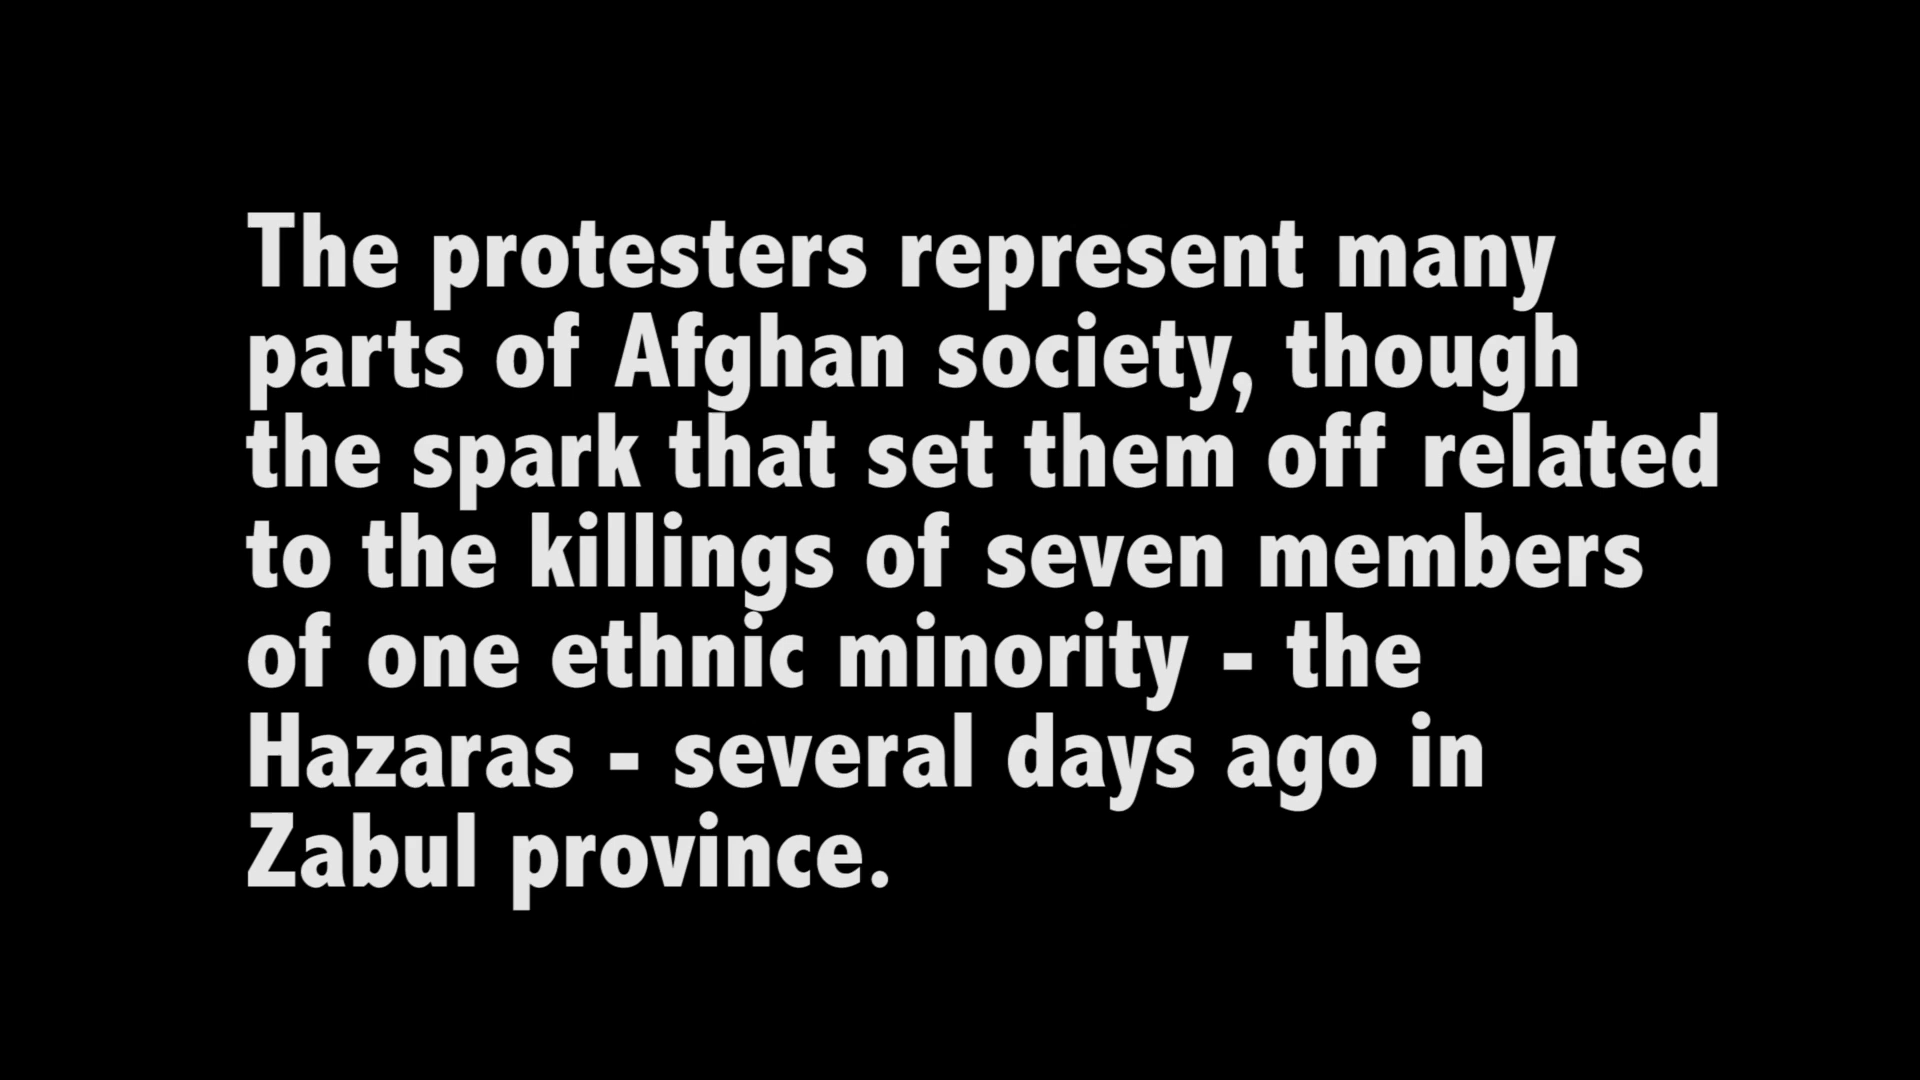 The protesters represent many
parts of Afghan society, though
the spark that set them off related
to the killings of seven members
of one ethnic minority - the
Hazaras - several days ago in
Zabul province.